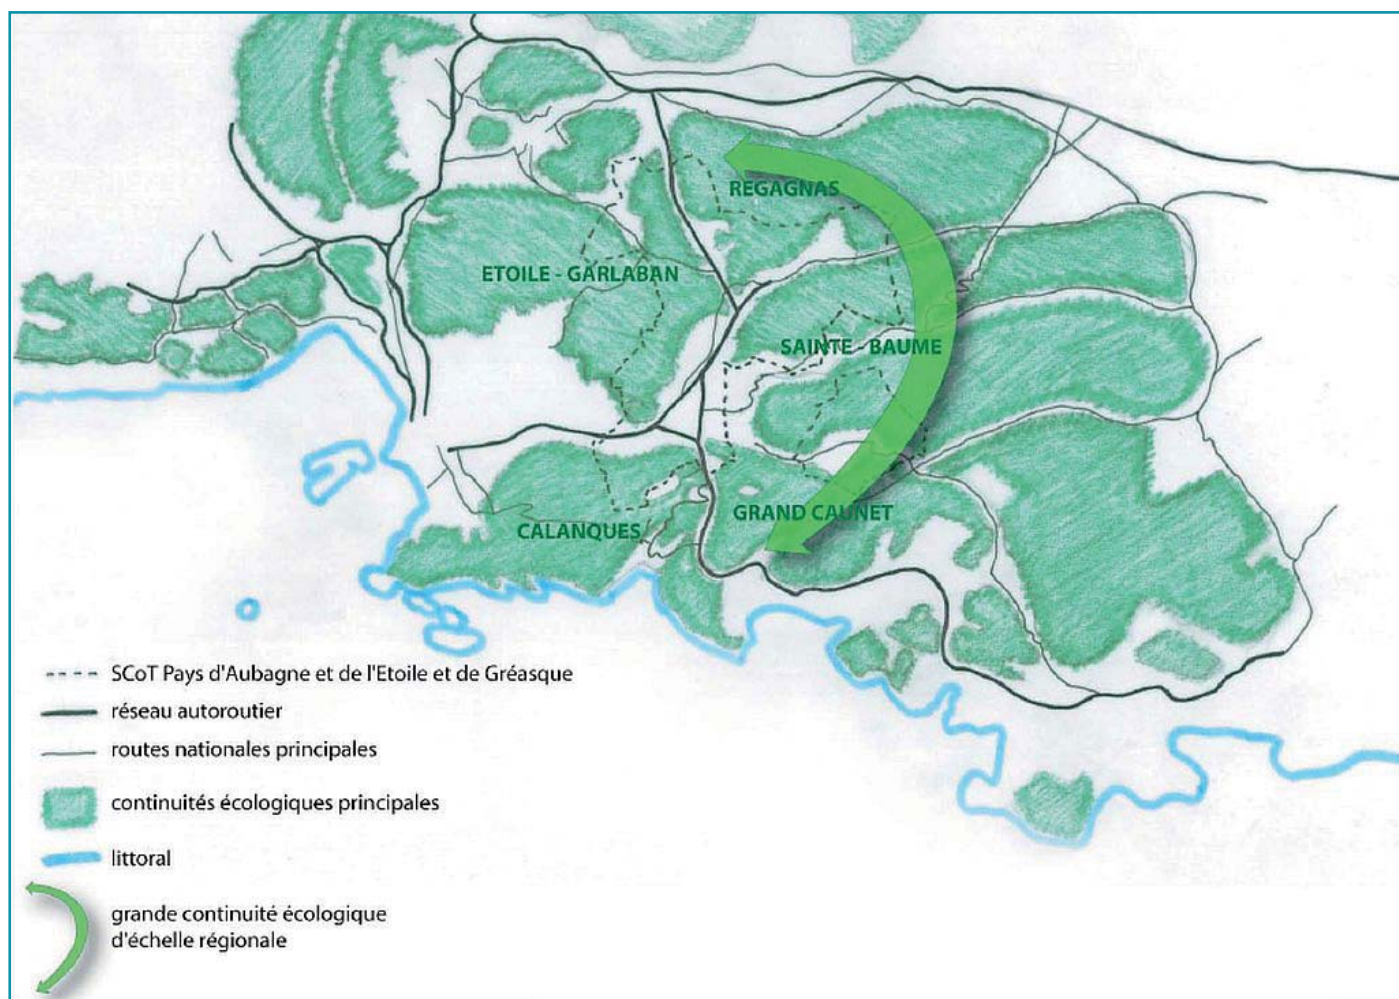 REGAGNAS
ETOILE - GARLABAN
SAINTE - BAUME
GRAND CAUNET
CALANQUES
SCoT Pays d'Aubagne et de l'Etoile et de Gréasque
réseau autoroutier
routes nationales principales
continuités écologiques principales
littoral
grande continuité écologique
d'échelle régionale